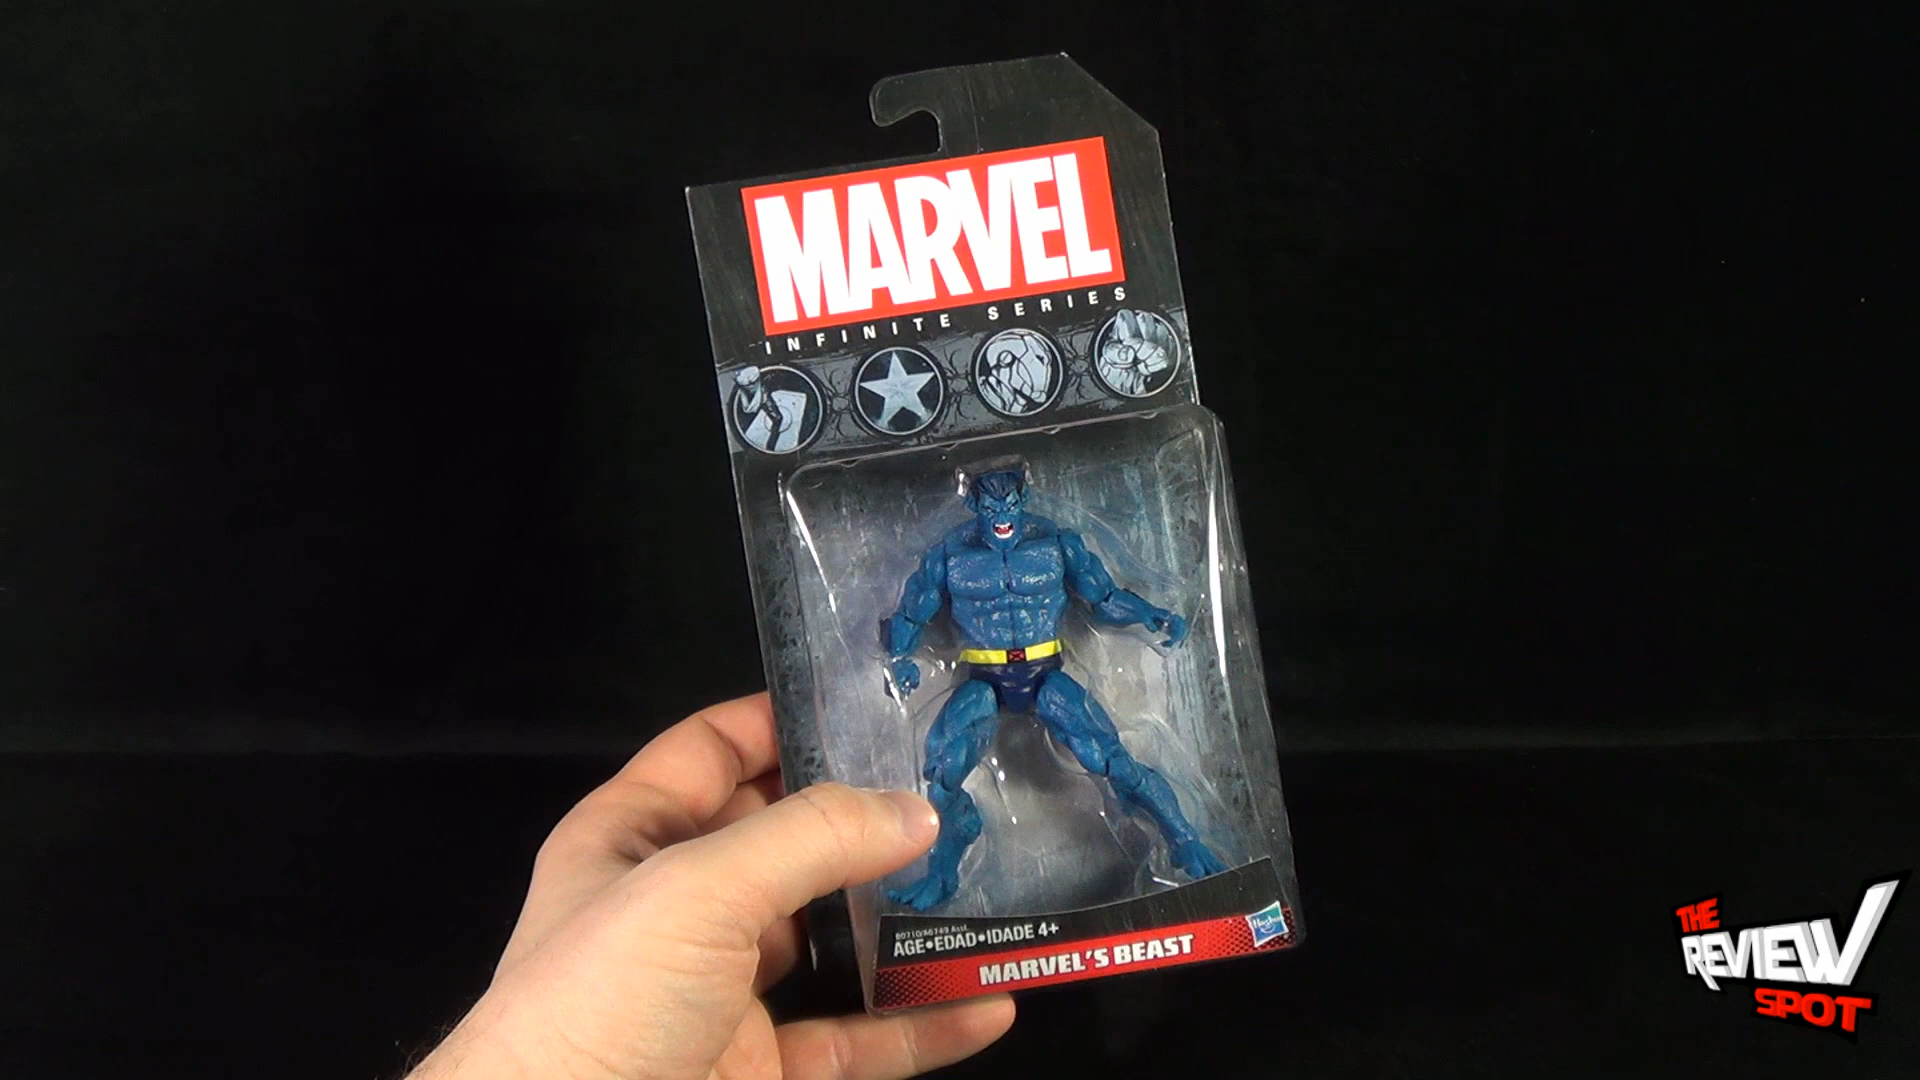 MARVEL
INFINITE SERIES
AGE•EDAD•IDADE 4+
MARVEL'S BEAST
Hasbro
THE
REVIEW
SPOT